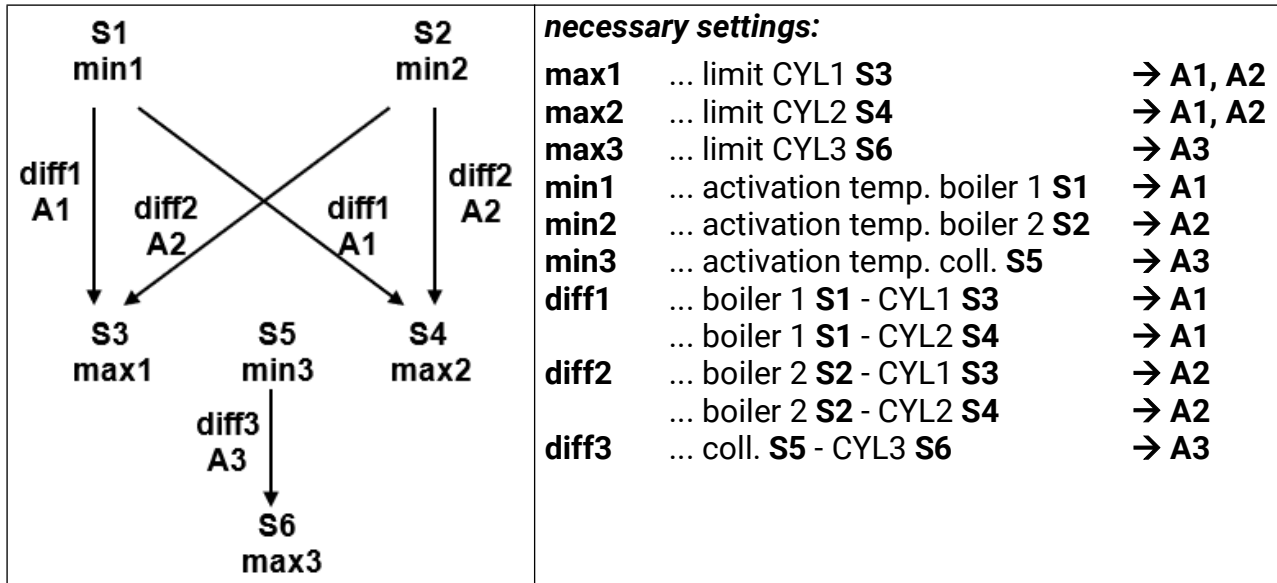 S1
min1
S2
min2
diff1
A1
diff2
A2
diff1
A1
diff2
A2
S3
max1
S5
min3
S4
max2
diff3
A3
S6
max3
necessary settings:
max1 ... limit CYL1 S3 → A1, A2
max2 ... limit CYL2 S4 → A1, A2
max3 ... limit CYL3 S6 → A3
min1 ... activation temp. boiler 1 S1 → A1
min2 ... activation temp. boiler 2 S2 → A2
min3 ... activation temp. coll. S5 → A3
diff1 ... boiler 1 S1 - CYL1 S3 → A1
... boiler 1 S1 - CYL2 S4 → A1
diff2 ... boiler 2 S2 - CYL1 S3 → A2
... boiler 2 S2 - CYL2 S4 → A2
diff3 ... coll. S5 - CYL3 S6 → A3